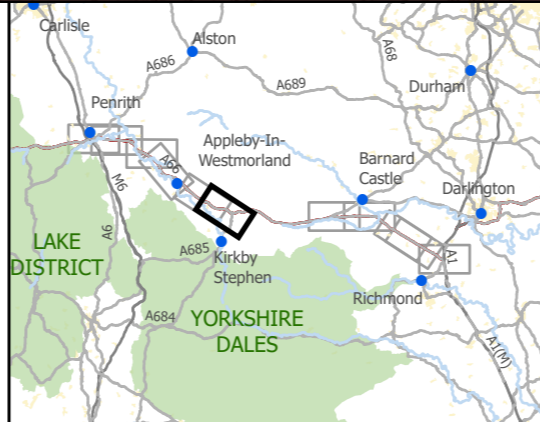 Carlisle
Alston
A68
A686
A689
Durham
Penrith
Appleby-In-
Westmorland
A66
Barnard
Castle
Darlington
M6
A6
LAKE
DISTRICT
A685
Kirkby
Stephen
A1
Richmond
A684
YORKSHIRE
DALES
A1(M)